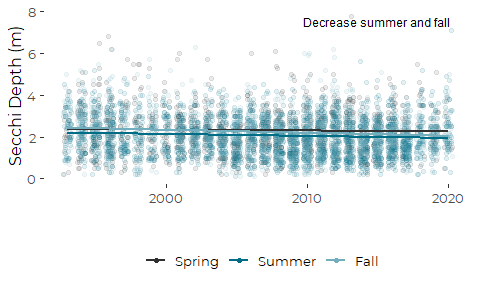 8
Decrease summer and fall
6
4
2
0
Secchi Depth (m)
2000 2010 2020
Spring Summer Fall